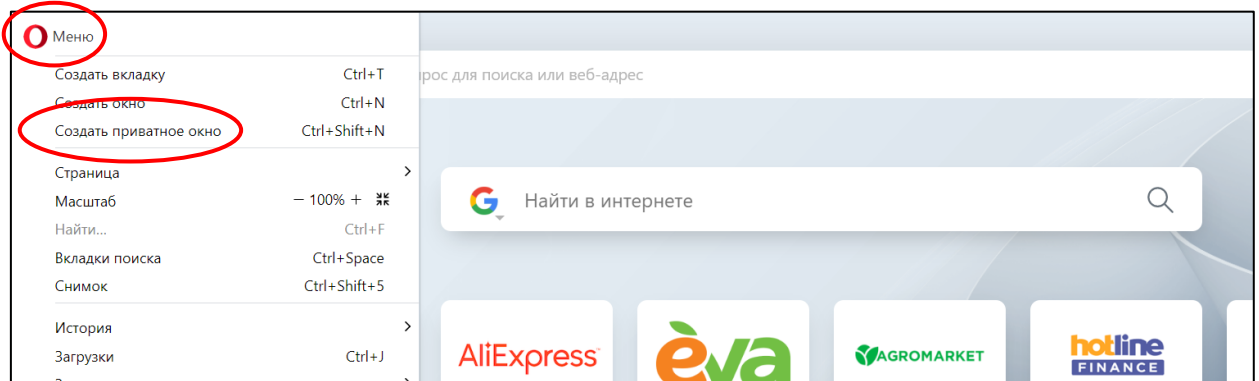 Меню
Создать вкладку Ctrl+T
Создать окно Ctrl+N
Создать приватное окно Ctrl+Shift+N
Страница
Масштаб − 100% +
Найти... Ctrl+F
Вкладки поиска Ctrl+Space
Снимок Ctrl+Shift+5
История
Загрузки Ctrl+J
для поиска или веб-адрес
Найти в интернете
AliExpress
èva
AGROMARKET
hotline
FINANCE